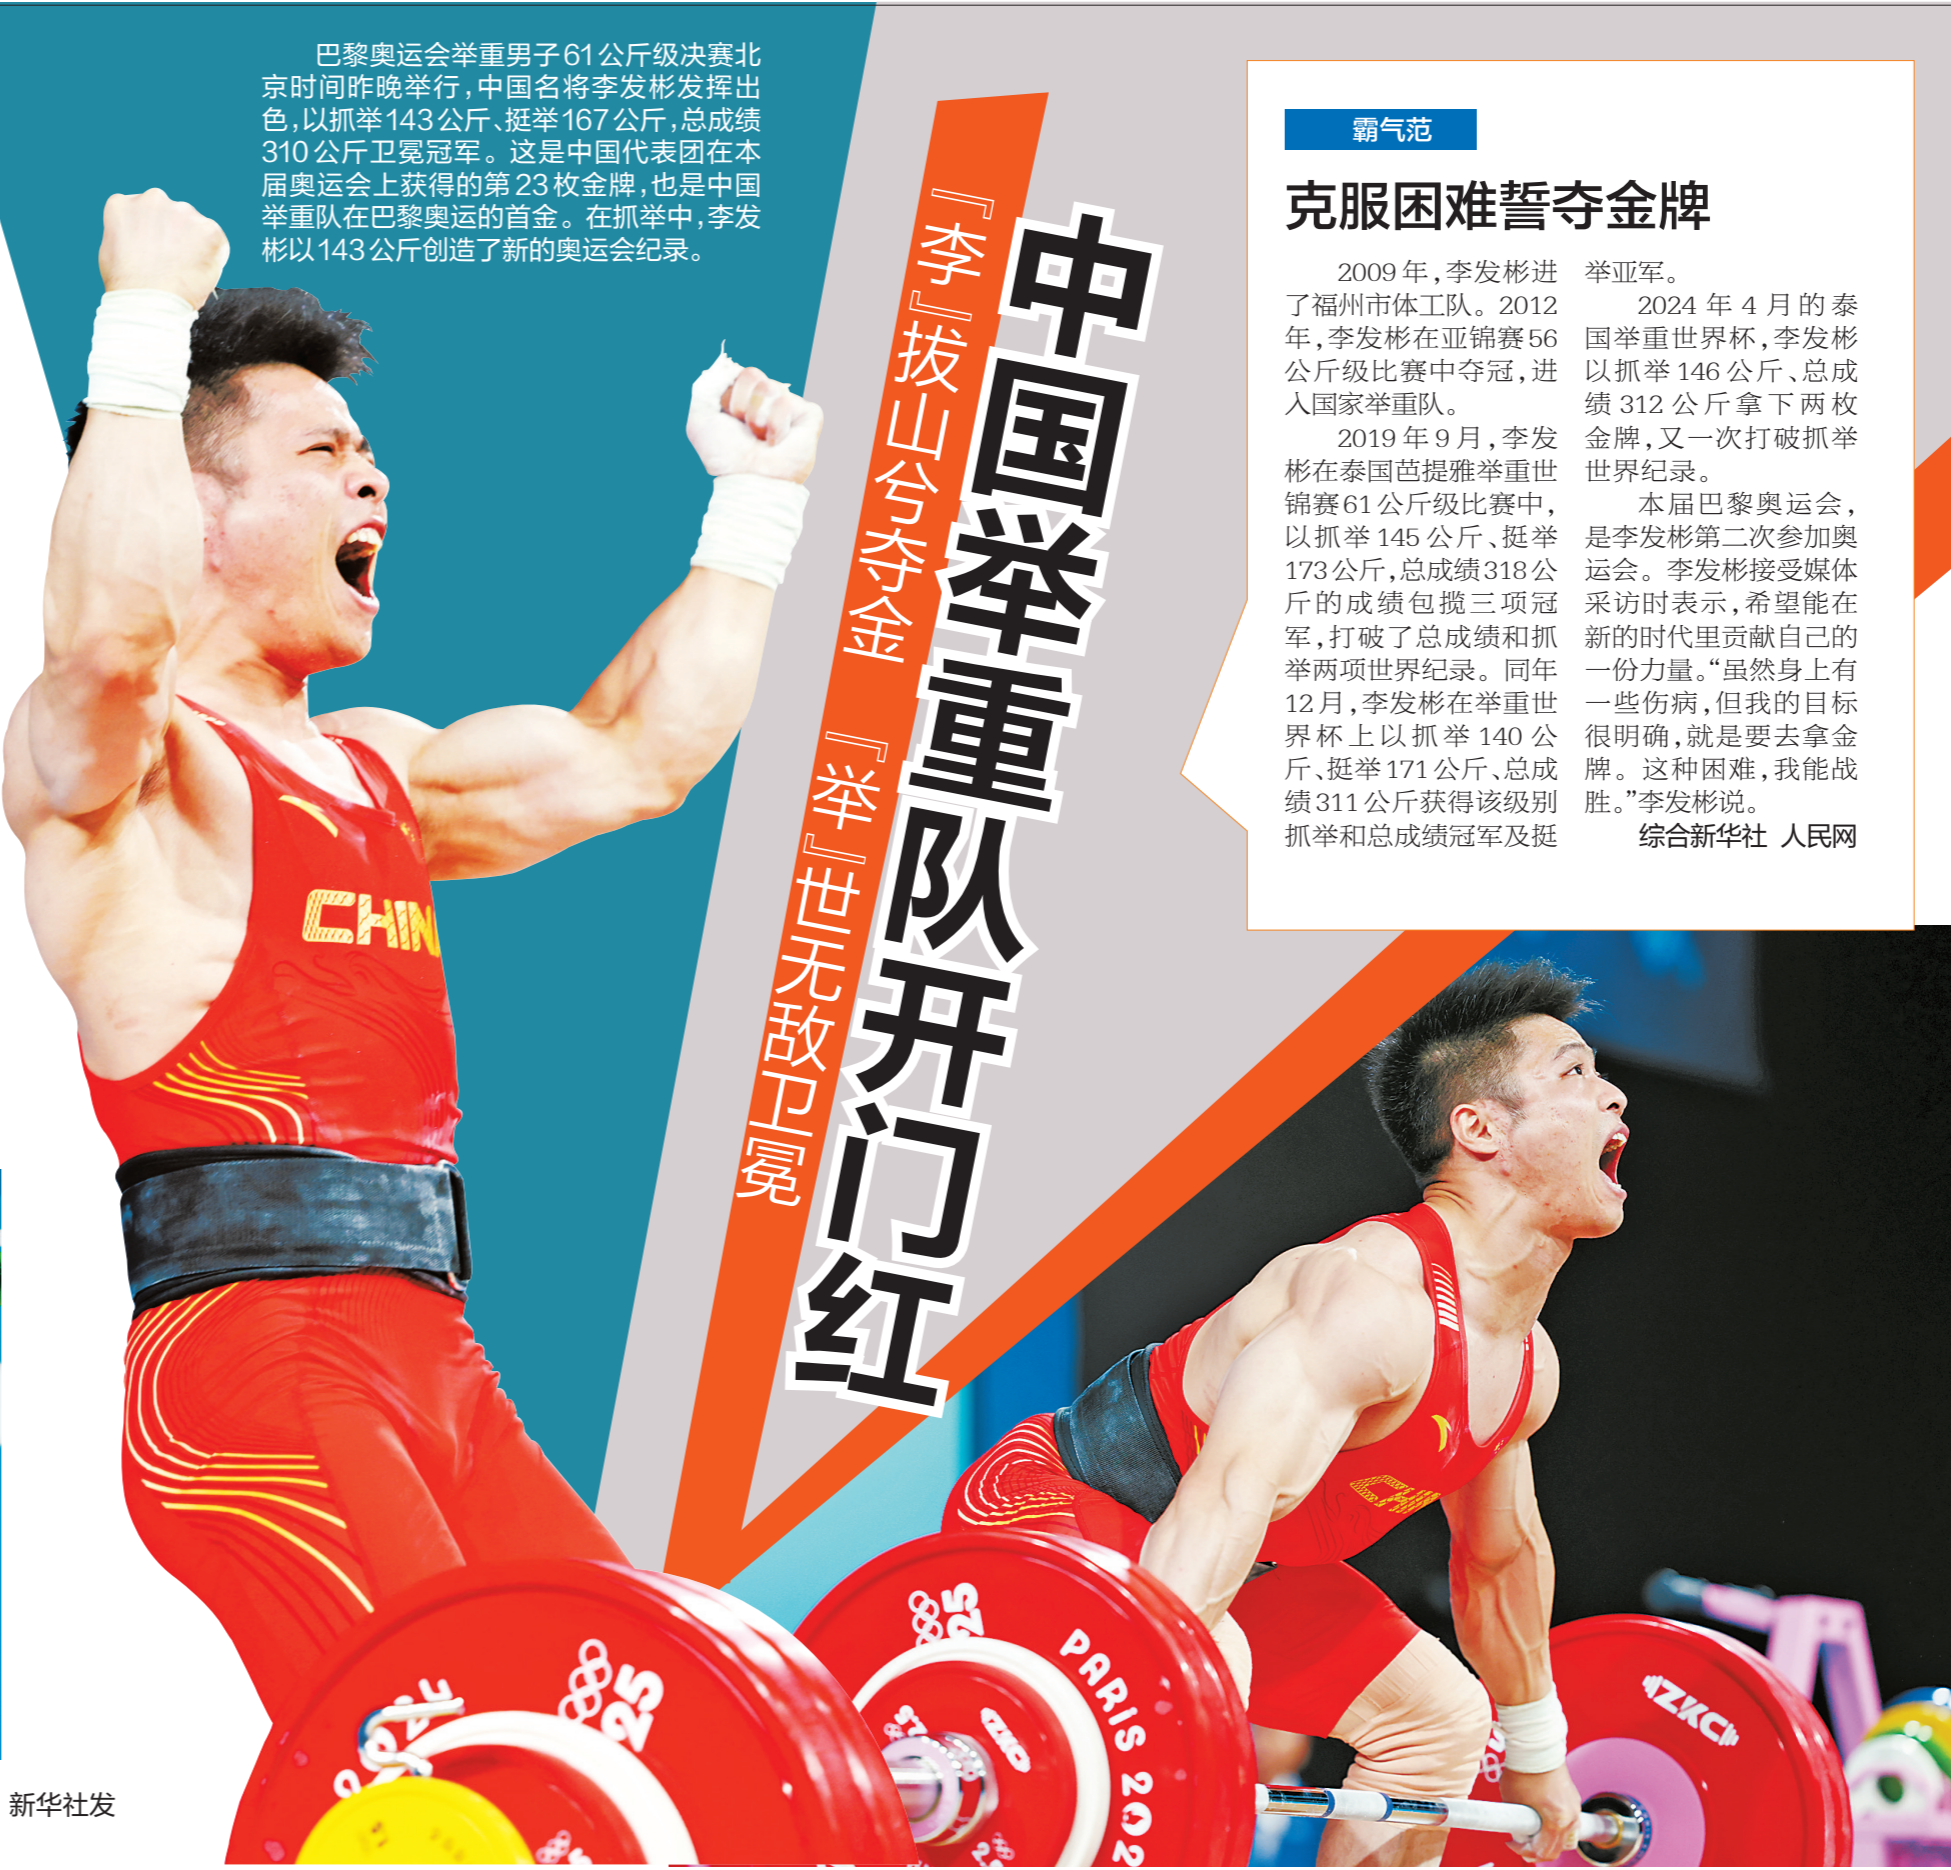 巴黎奥运会举重男子61公斤级决赛北
京时间昨晚举行,中国名将李发彬发挥出
色,以抓举143公斤、挺举167公斤,总成绩
310公斤卫冕冠军。这是中国代表团在本
届奥运会上获得的第23枚金牌,也是中国
举重队在巴黎奥运的首金。在抓举中,李发
彬以143公斤创造了新的奥运会纪录。
『李』拔山兮夺金 『举』世无敌卫冕
中国举重队开门红
霸气范
克服困难誓夺金牌
2009年,李发彬进
了福州市体工队。2012
年,李发彬在亚锦赛56
公斤级比赛中夺冠,进
入国家举重队。
2019年9月,李发
彬在泰国芭提雅举重世
锦赛61公斤级比赛中,
以抓举145公斤、挺举
173公斤,总成绩318公
斤的成绩包揽三项冠
军,打破了总成绩和抓
举两项世界纪录。同年
12月,李发彬在举重世
界杯上以抓举140公
斤、挺举171公斤、总成
绩311公斤获得该级别
抓举和总成绩冠军及挺
举亚军。
2024年4月的泰
国举重世界杯,李发彬
以抓举146公斤、总成
绩312公斤拿下两枚
金牌,又一次打破抓举
世界纪录。
本届巴黎奥运会,
是李发彬第二次参加奥
运会。李发彬接受媒体
采访时表示,希望能在
新的时代里贡献自己的
一份力量。“虽然身上有
一些伤病,但我的目标
很明确,就是要去拿金
牌。这种困难,我能战
胜。”李发彬说。
综合新华社 人民网
CHIN
CHI
25
25
2.5
ZKC
PARIS 202
ZKC
新华社发